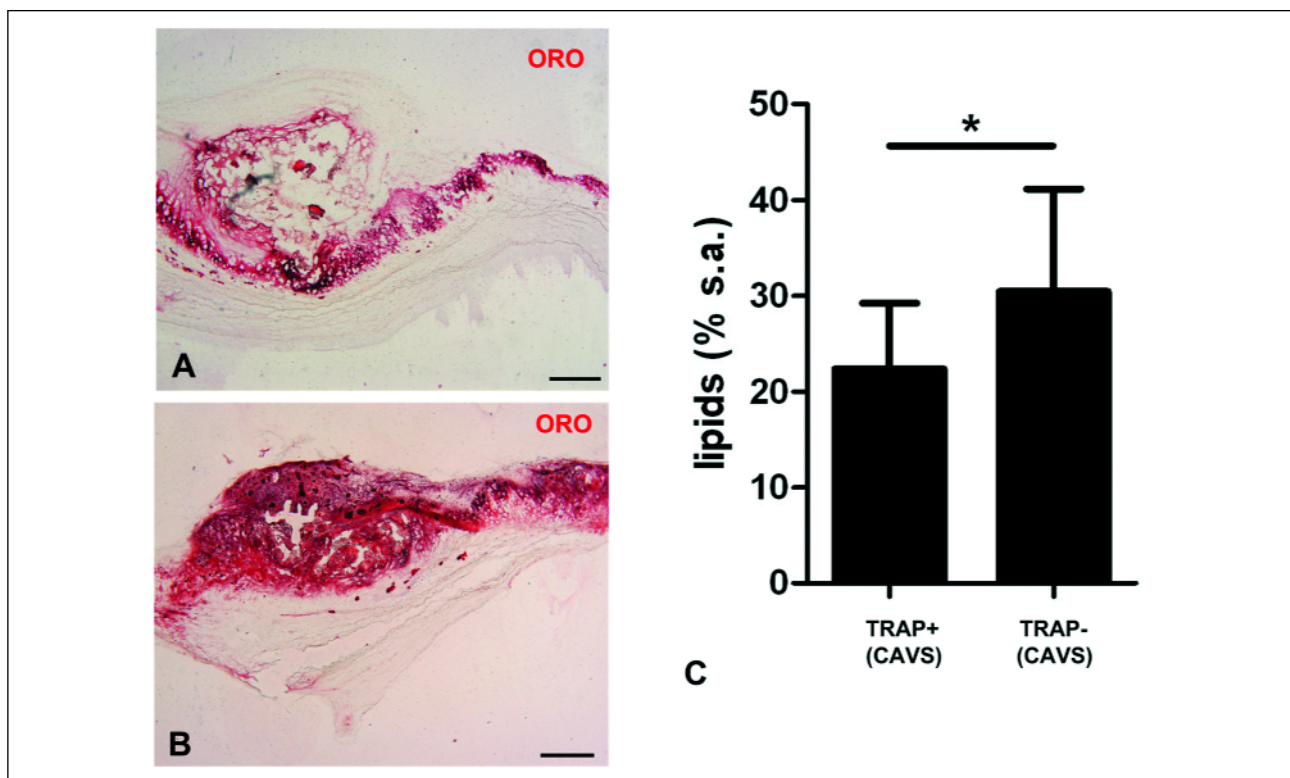 ORO
A
ORO
B
50
40
30
20
10
0
lipids (% s.a.)
*
TRAP+
(CAVS)
TRAP-
(CAVS)
C